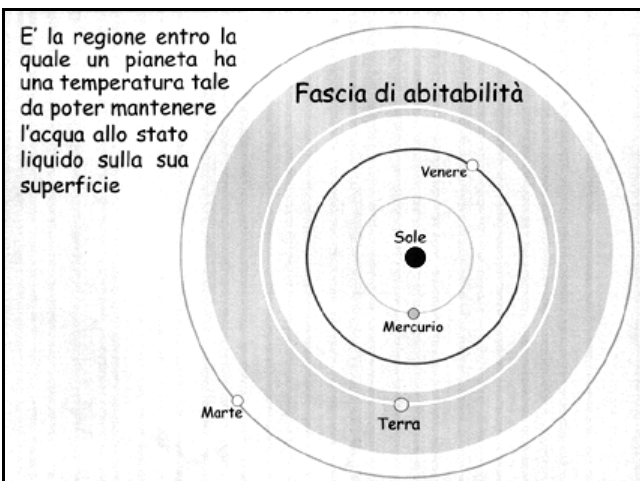 E' la regione entro la
quale un pianeta ha
una temperatura tale
da poter mantenere
l'acqua allo stato
liquido sulla sua
superficie
Fascia di abitabilità
Venere
Sole
Mercurio
Marte
Terra